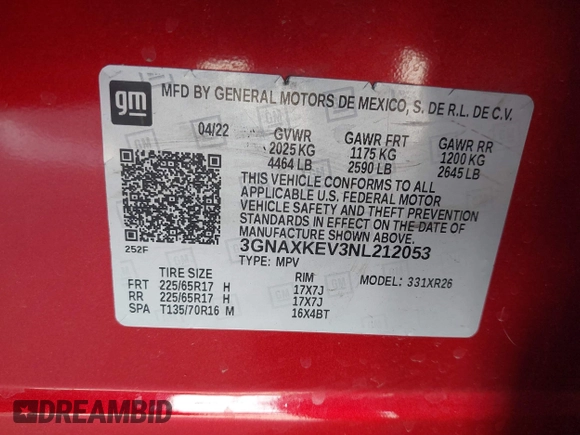 gm
MFD BY GENERAL MOTORS DE MEXICO, S. DE R.L. DE C.V.
04/22 GVWR GAWR FRT GAWR RR
2025 KG 1175 KG 1200 KG
4464 LB 2590 LB 2645 LB
THIS VEHICLE CONFORMS TO ALL
APPLICABLE U.S. FEDERAL MOTOR
VEHICLE SAFETY AND THEFT PREVENTION
STANDARDS IN EFFECT ON THE DATE OF
MANUFACTURE SHOWN ABOVE.
252F 3GNAXKEV3NL212053
TYPE: MPV
TIRE SIZE RIM MODEL: 331XR26
FRT 225/65R17 H 17X7J
RR 225/65R17 H 17X7J
SPA T135/70R16 M 16X4BT
DREAMBID